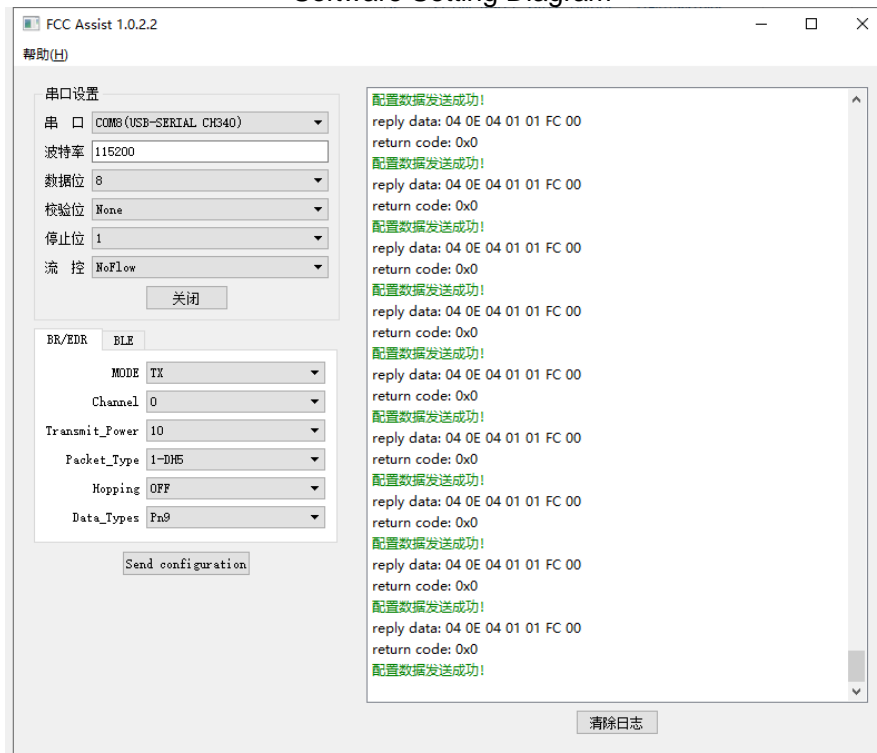 Software Setting Diagram
FCC Assist 1.0.2.2
帮助(H)
串口设置
串 口 COM8(USB-SERIAL CH340)
波特率 115200
数据位 8
校验位 None
停止位 1
流 控 NoFlow
关闭
BR/EDR BLE
MODE TX
Channel 0
Transmit_Power 10
Packet_Type 1-DH5
Hopping OFF
Data_Types Pn9
Send configuration
配置数据发送成功!
reply data: 04 0E 04 01 01 FC 00
return code: 0x0
配置数据发送成功!
reply data: 04 0E 04 01 01 FC 00
return code: 0x0
配置数据发送成功!
reply data: 04 0E 04 01 01 FC 00
return code: 0x0
配置数据发送成功!
reply data: 04 0E 04 01 01 FC 00
return code: 0x0
配置数据发送成功!
reply data: 04 0E 04 01 01 FC 00
return code: 0x0
配置数据发送成功!
reply data: 04 0E 04 01 01 FC 00
return code: 0x0
配置数据发送成功!
reply data: 04 0E 04 01 01 FC 00
return code: 0x0
配置数据发送成功!
reply data: 04 0E 04 01 01 FC 00
return code: 0x0
配置数据发送成功!
reply data: 04 0E 04 01 01 FC 00
return code: 0x0
配置数据发送成功!
清除日志